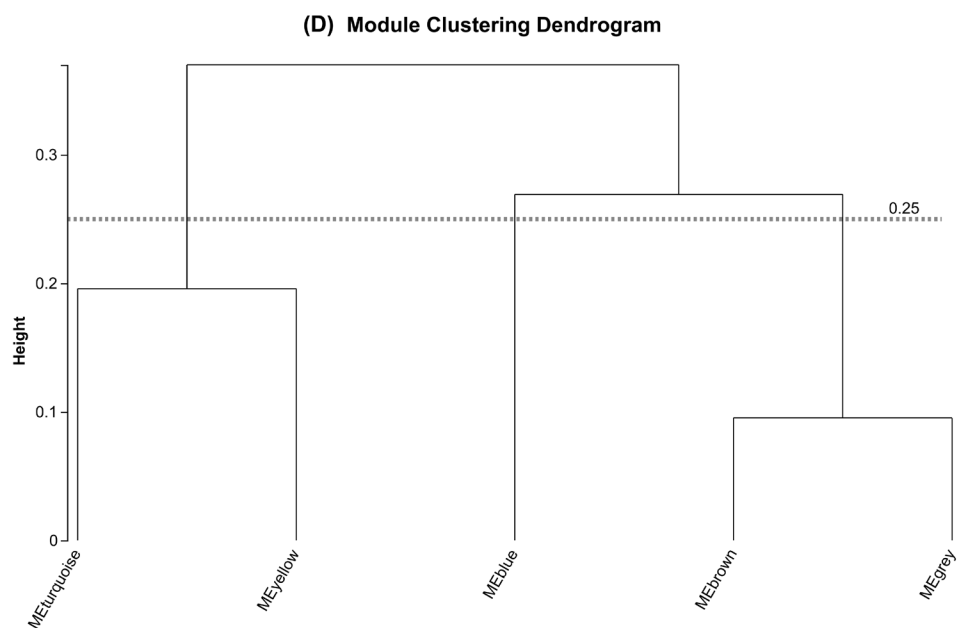 (D) Module Clustering Dendrogram
0.3
0.25
0.2
Height
0.1
0
MEturquoise
MEyellow
MEblue
MEbrown
MEgrey